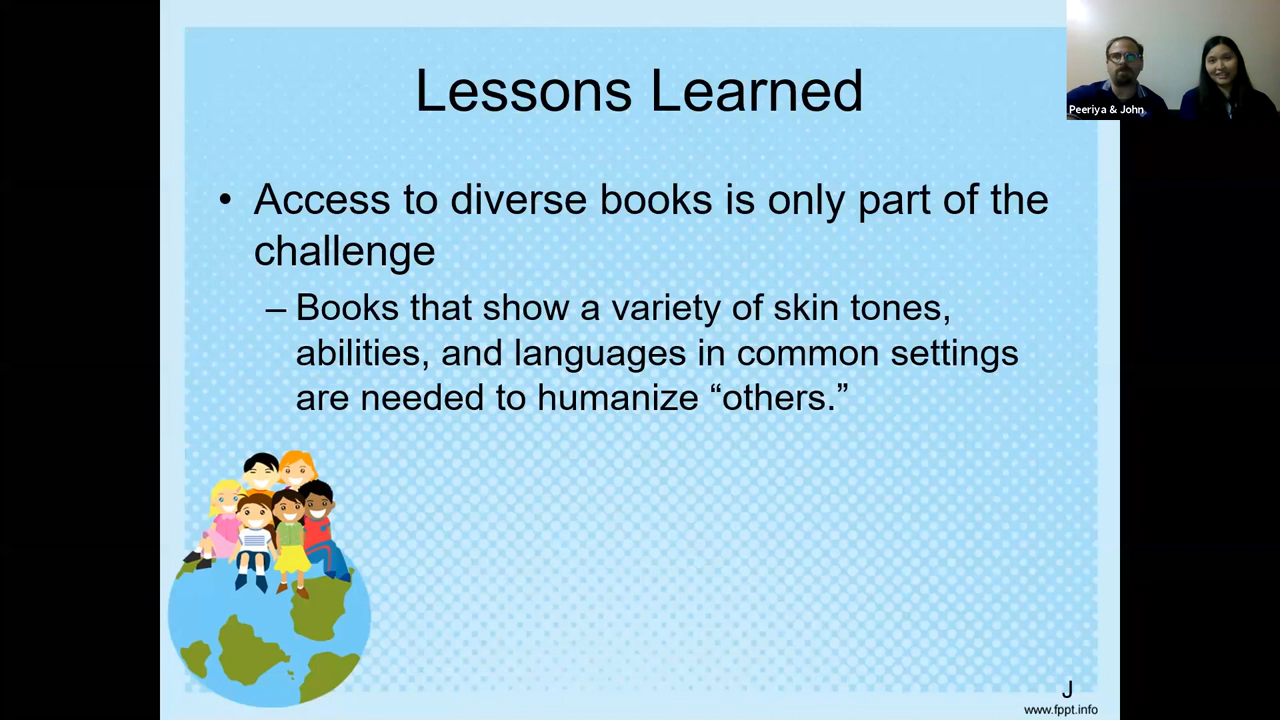 Lessons Learned
Peeriya & John
• Access to diverse books is only part of the
challenge
– Books that show a variety of skin tones,
abilities, and languages in common settings
are needed to humanize “others.”
J
www.fppt.info